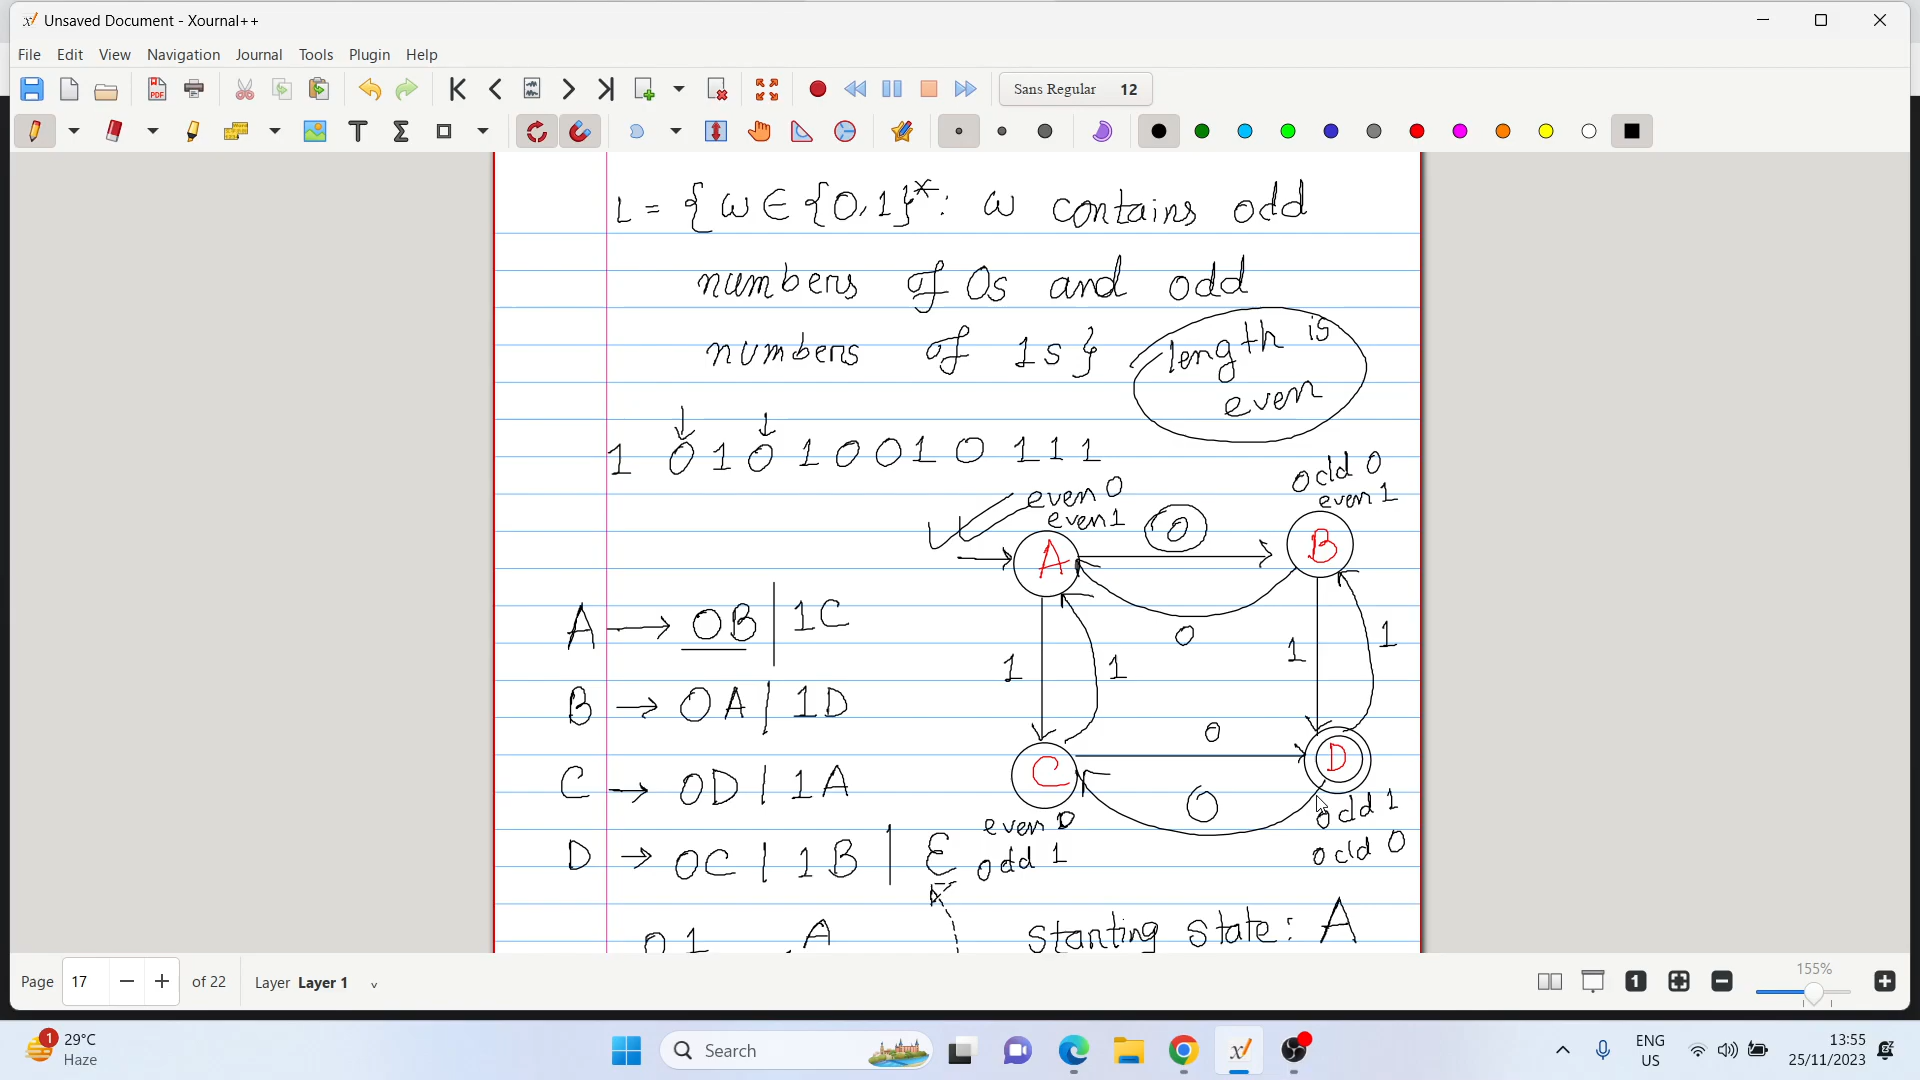 Unsaved Document - Xournal++
File Edit View Navigation Journal Tools Plugin Help
PDF
Sans Regular 12
L = { ω ∈ {0,1}*: ω contains odd
numbers of 0s and odd
numbers of 1s}
length is
even
1 0 1 0 1 0 0 1 0 1 1 1
odd 0
even 1
even 0
even 1
0
A
B
0
1
1
1
1
0
C
D
0
even 0
odd 1
odd 1
odd 0
A → 0B | 1C
B → 0A | 1D
C → 0D | 1A
D → 0C | 1B | ε
01 A
starting state: A
Page 17 of 22 Layer Layer 1
1
155%
1
29°C
Haze
Search
ENG
US
13:55
25/11/2023